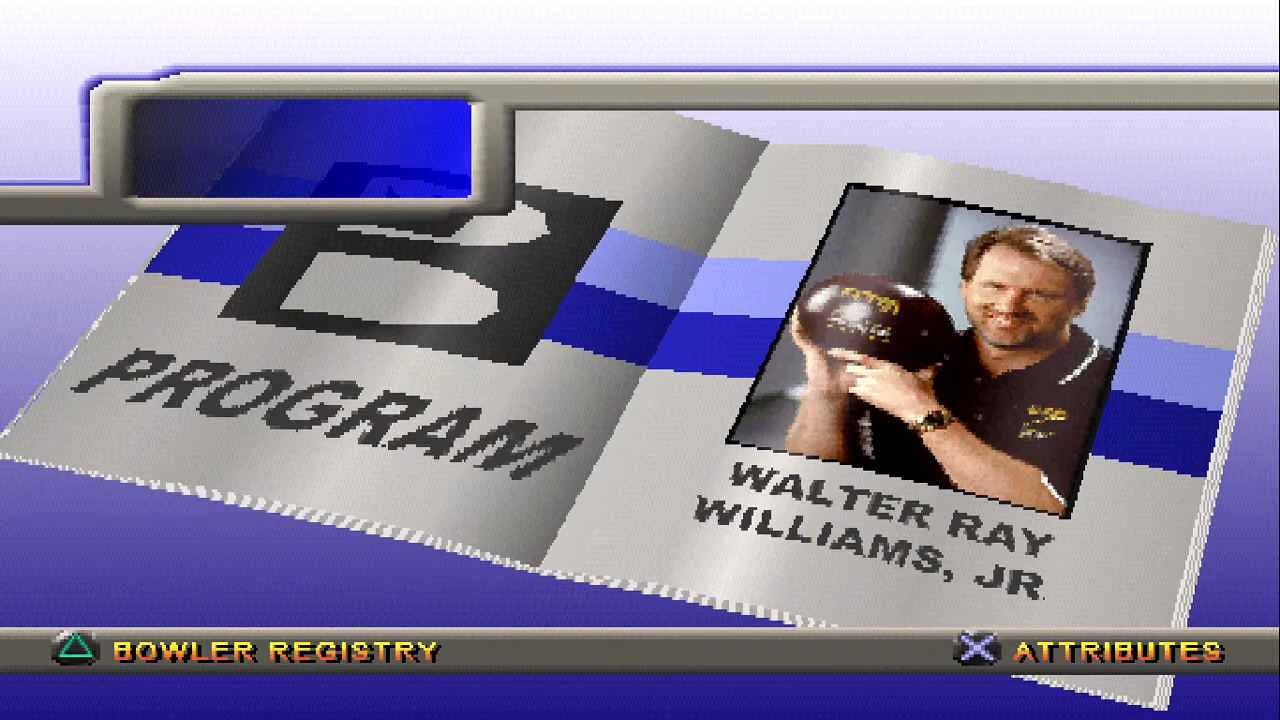 B
PROGRAM
WALTER RAY
WILLIAMS, JR.
BOWLER REGISTRY
ATTRIBUTES